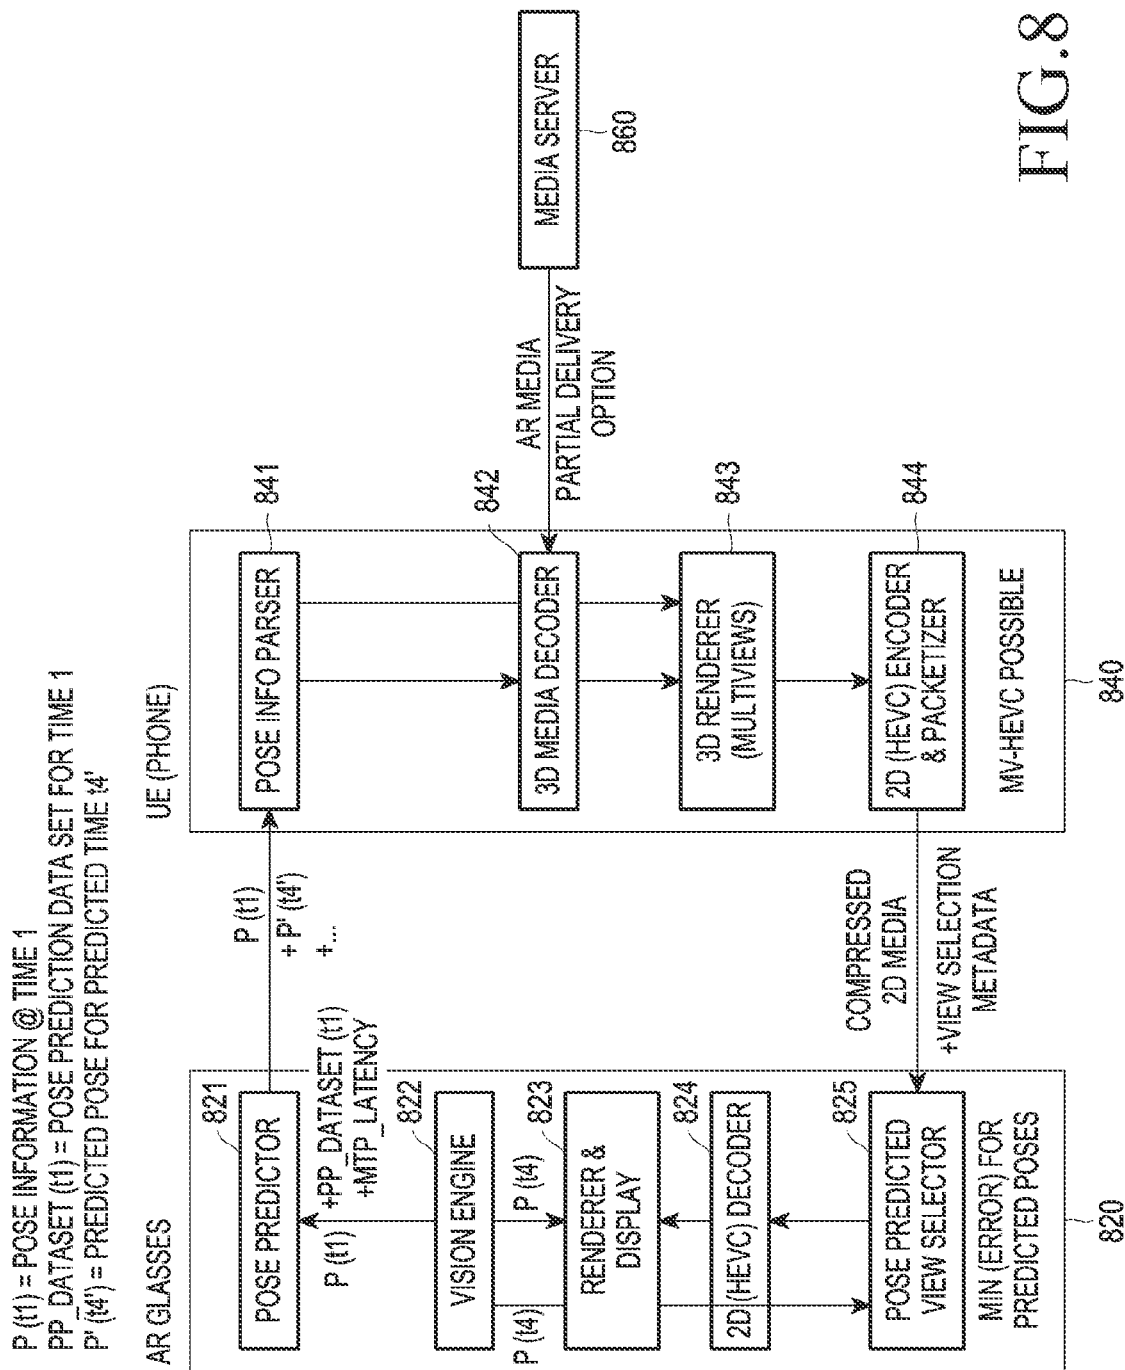 P (t1) = POSE INFORMATION @ TIME 1
PP_DATASET (t1) = POSE PREDICTION DATA SET FOR TIME 1
P' (t4') = PREDICTED POSE FOR PREDICTED TIME t4'
AR GLASSES
821
POSE PREDICTOR
P (t1)
+PP_DATASET (t1)
+MTP_LATENCY
822
VISION ENGINE
P (t4)
P (t4)
823
RENDERER &
DISPLAY
824
2D (HEVC) DECODER
825
POSE PREDICTED
VIEW SELECTOR
MIN (ERROR) FOR
PREDICTED POSES
820
P (t1)
+P' (t4')
+...
COMPRESSED
2D MEDIA
+VIEW SELECTION
METADATA
UE (PHONE)
POSE INFO PARSER
841
842
3D MEDIA DECODER
3D RENDERER
(MULTIVIEWS)
843
2D (HEVC) ENCODER
& PACKETIZER
844
MV-HEVC POSSIBLE
840
AR MEDIA
PARTIAL DELIVERY
OPTION
MEDIA SERVER
860
FIG.8